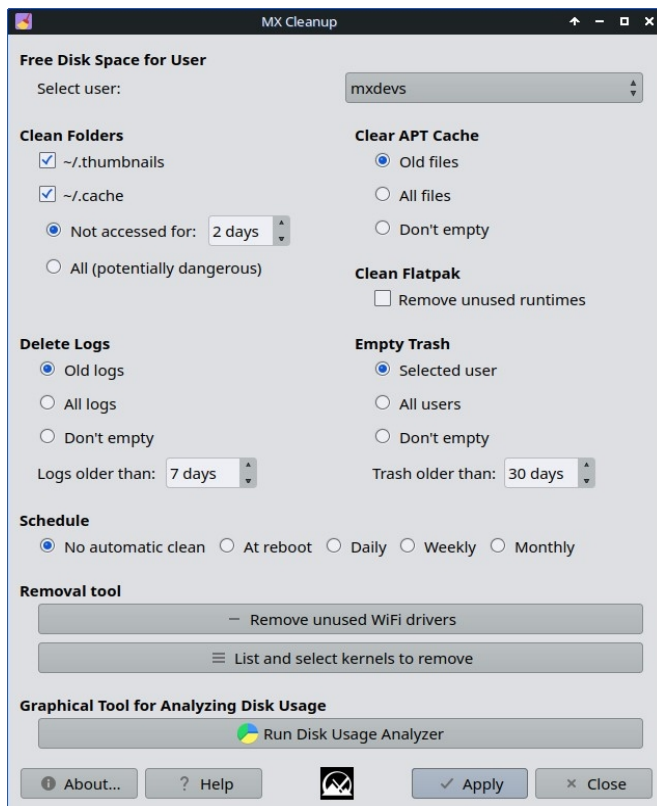 MX Cleanup
Free Disk Space for User
Select user: mxdevs
Clean Folders
~/.thumbnails
~/.cache
Not accessed for: 2 days
All (potentially dangerous)
Clear APT Cache
Old files
All files
Don't empty
Clean Flatpak
Remove unused runtimes
Delete Logs
Old logs
All logs
Don't empty
Logs older than: 7 days
Empty Trash
Selected user
All users
Don't empty
Trash older than: 30 days
Schedule
No automatic clean At reboot Daily Weekly Monthly
Removal tool
Remove unused WiFi drivers
List and select kernels to remove
Graphical Tool for Analyzing Disk Usage
Run Disk Usage Analyzer
About... ? Help Apply Close